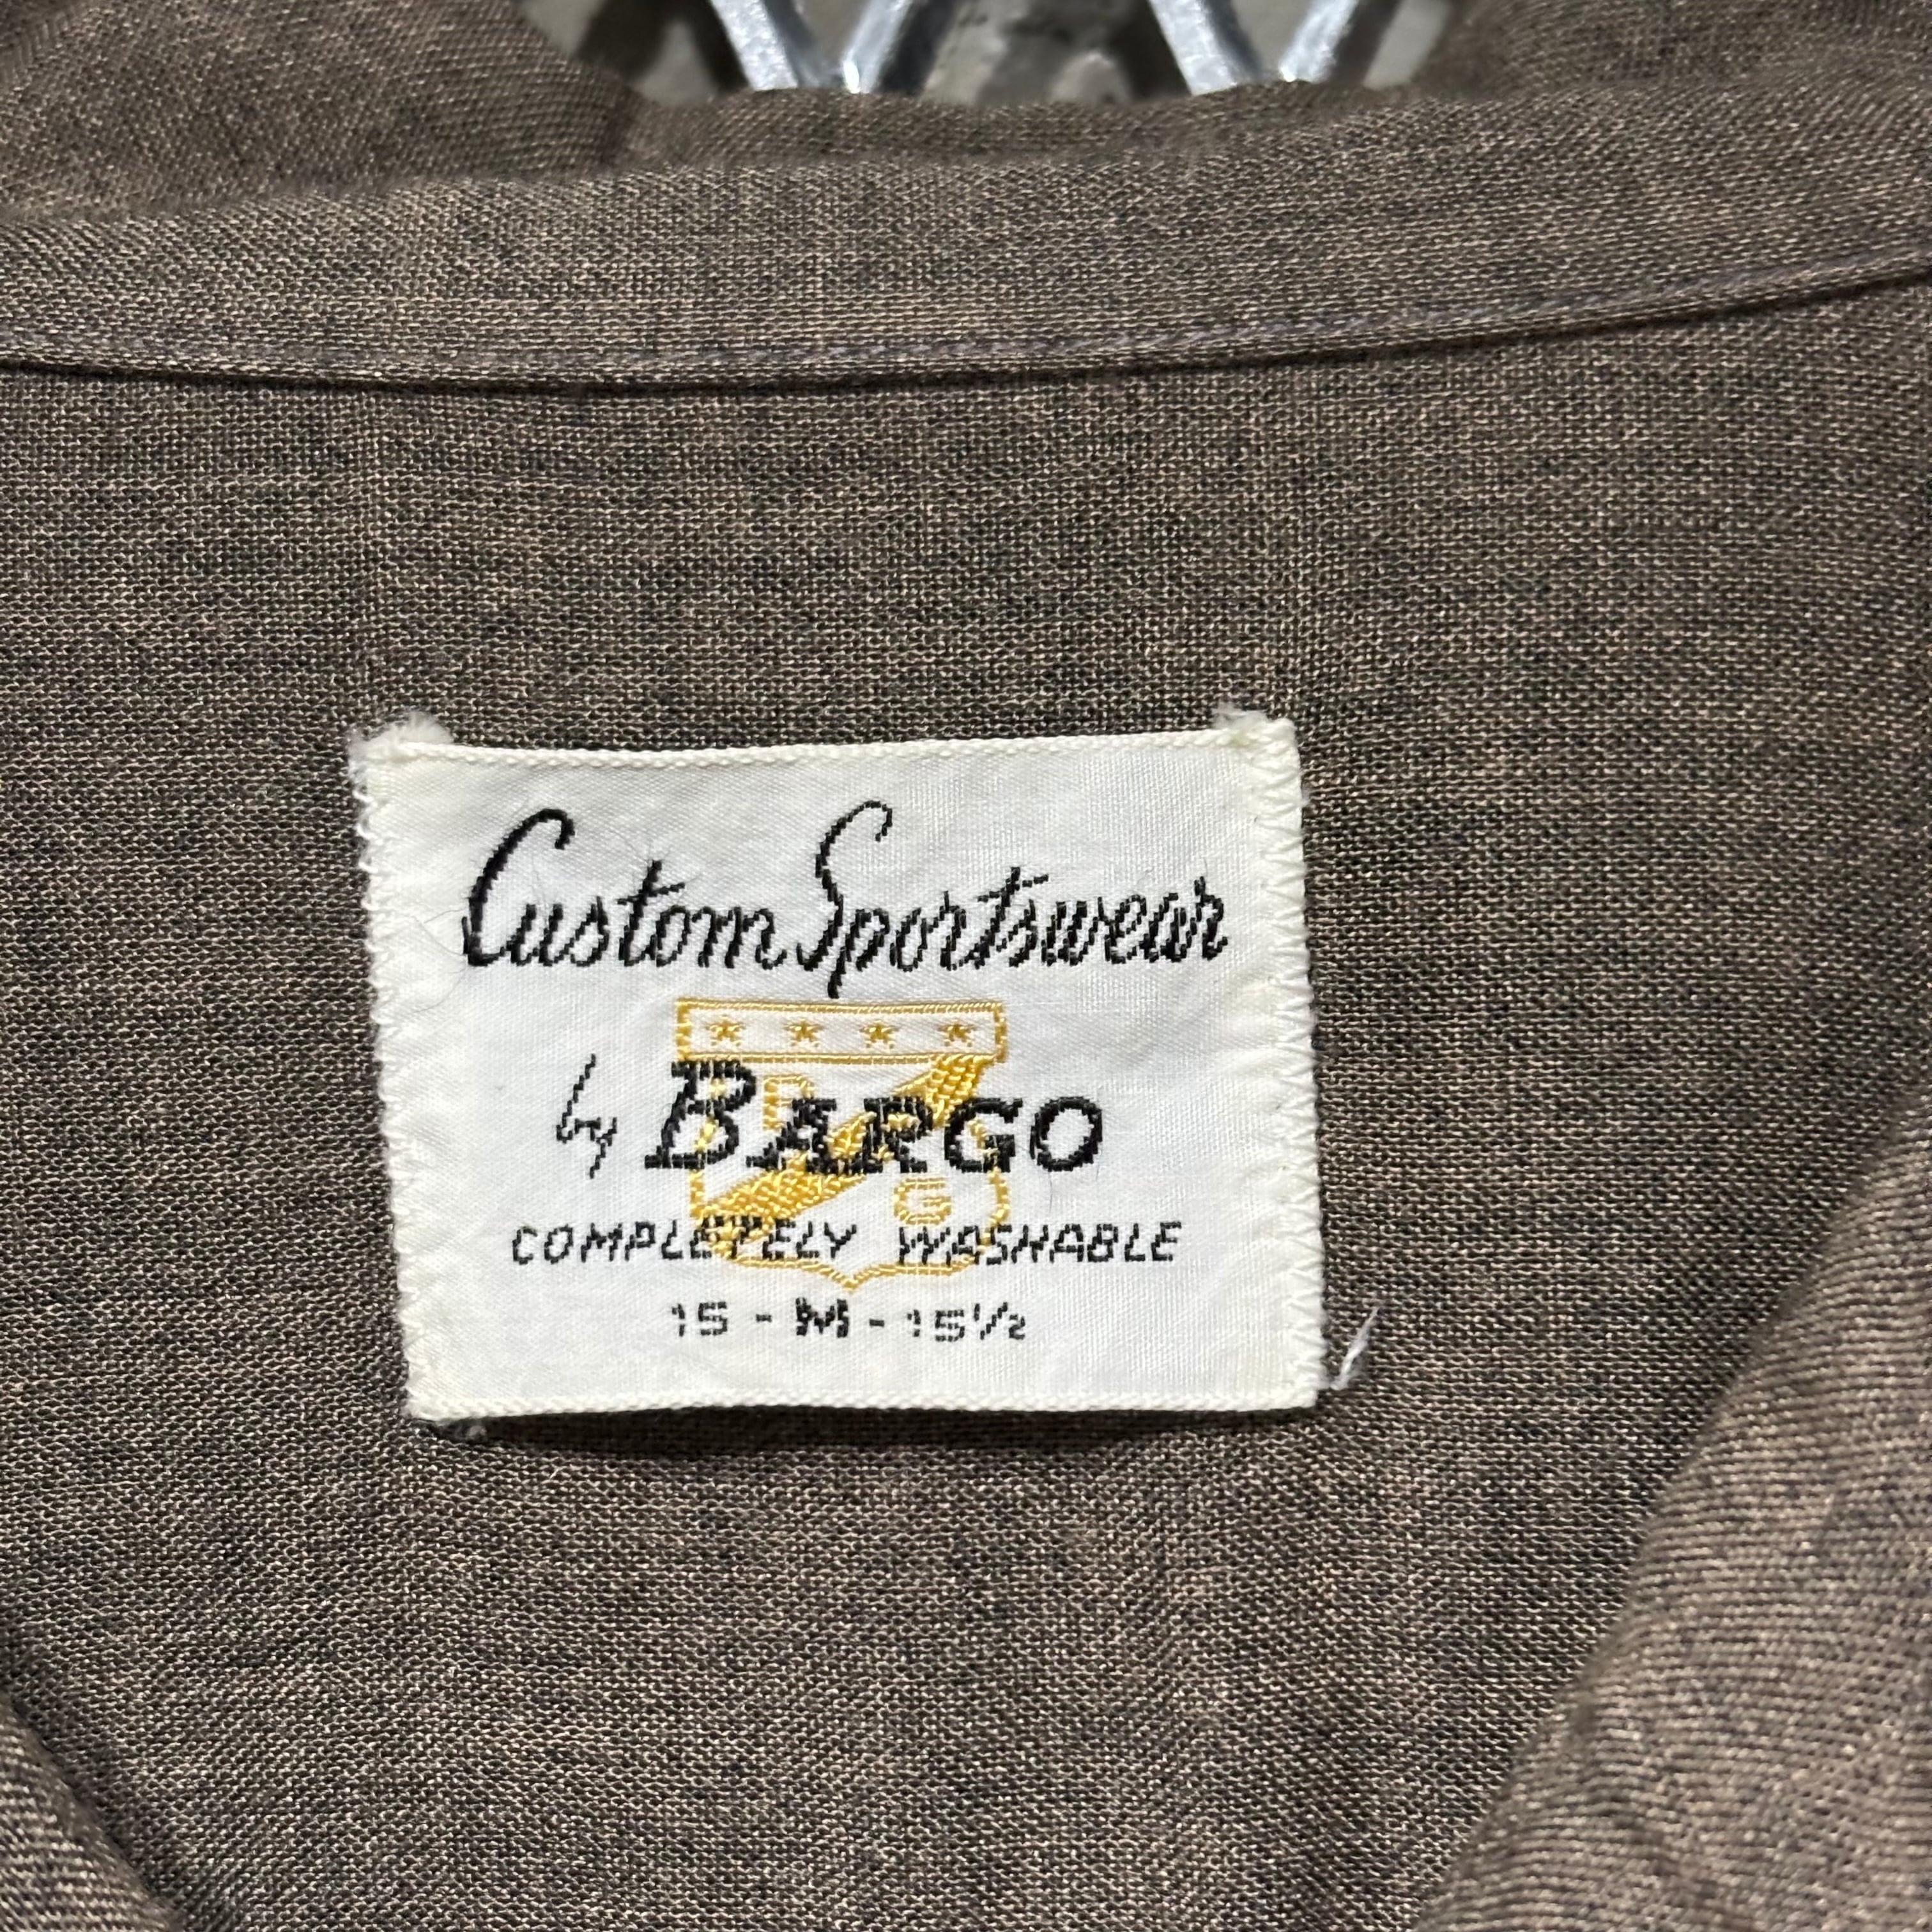 Custom Sportswear
by BARGO
B
G
COMPLETELY WASHABLE
15 - M - 15½